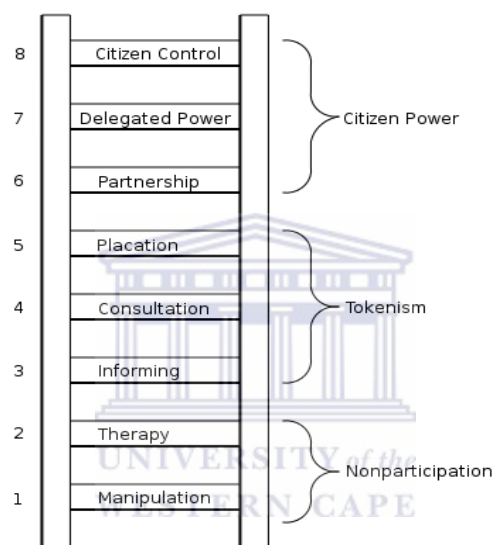 8 Citizen Control
7 Delegated Power Citizen Power
6 Partnership
5 Placation
4 Consultation Tokenism
3 Informing
2 Therapy
UNIVERSITY of the
Nonparticipation
1 Manipulation
WESTERN CAPE